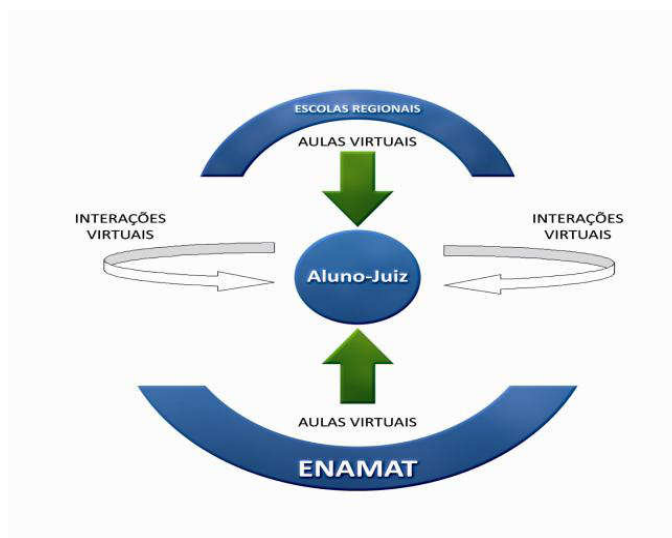 ESCOLAS REGIONAIS
AULAS VIRTUAIS
INTERAÇÕES
VIRTUAIS
INTERAÇÕES
VIRTUAIS
Aluno-Juiz
AULAS VIRTUAIS
ENAMAT